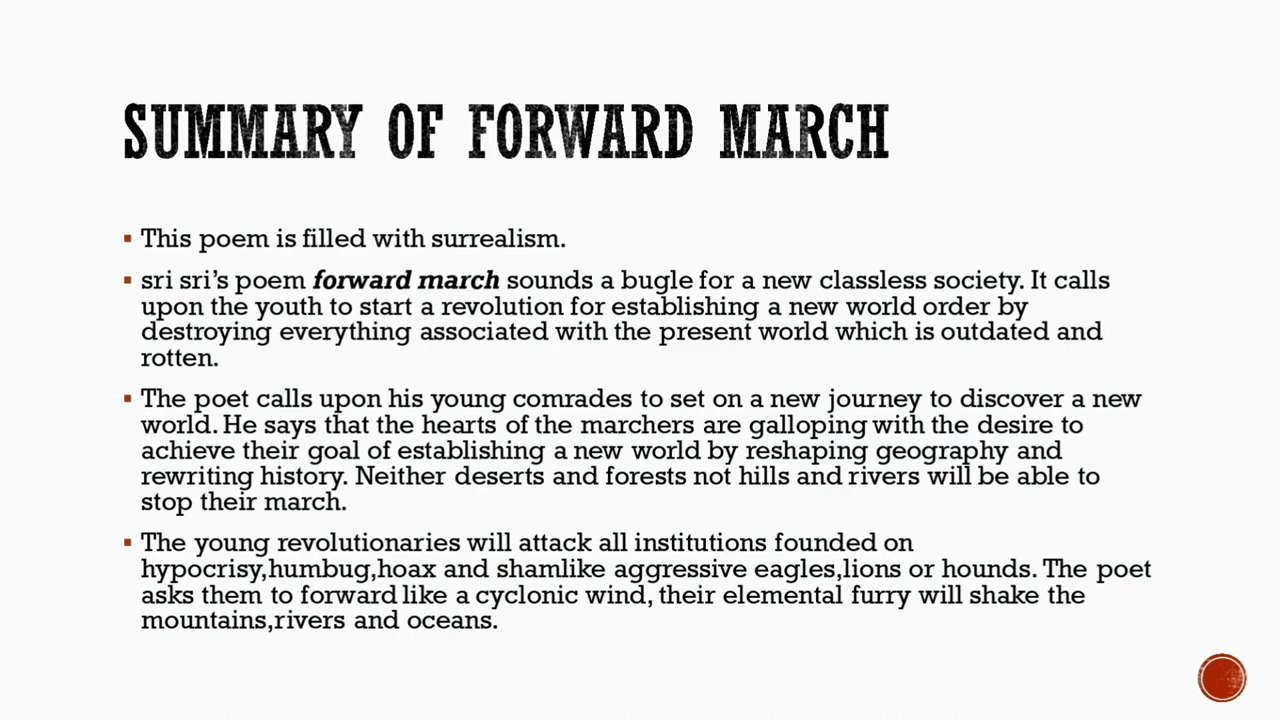 SUMMARY OF FORWARD MARCH
▪ This poem is filled with surrealism.
▪ sri sri's poem forward march sounds a bugle for a new classless society. It calls
upon the youth to start a revolution for establishing a new world order by
destroying everything associated with the present world which is outdated and
rotten.
▪ The poet calls upon his young comrades to set on a new journey to discover a new
world. He says that the hearts of the marchers are galloping with the desire to
achieve their goal of establishing a new world by reshaping geography and
rewriting history. Neither deserts and forests not hills and rivers will be able to
stop their march.
▪ The young revolutionaries will attack all institutions founded on
hypocrisy,humbug,hoax and shamlike aggressive eagles,lions or hounds. The poet
asks them to forward like a cyclonic wind, their elemental furry will shake the
mountains,rivers and oceans.